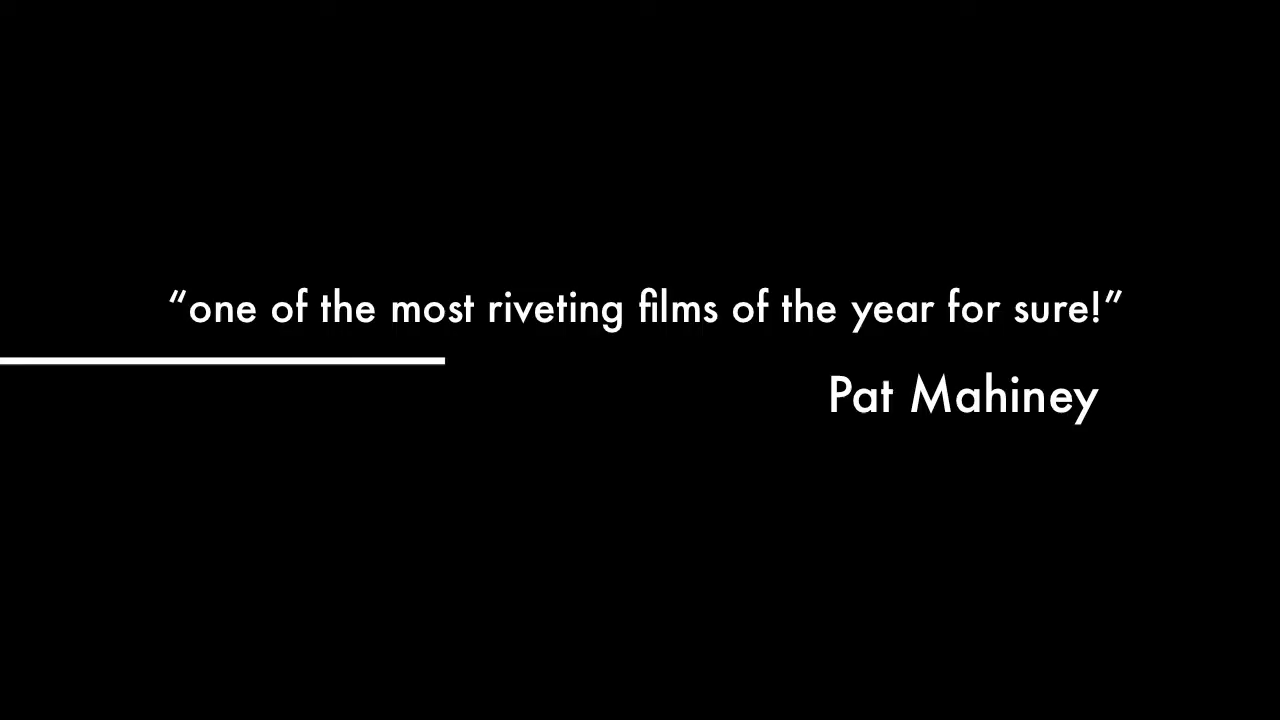 “one of the most riveting films of the year for sure!”
Pat Mahiney